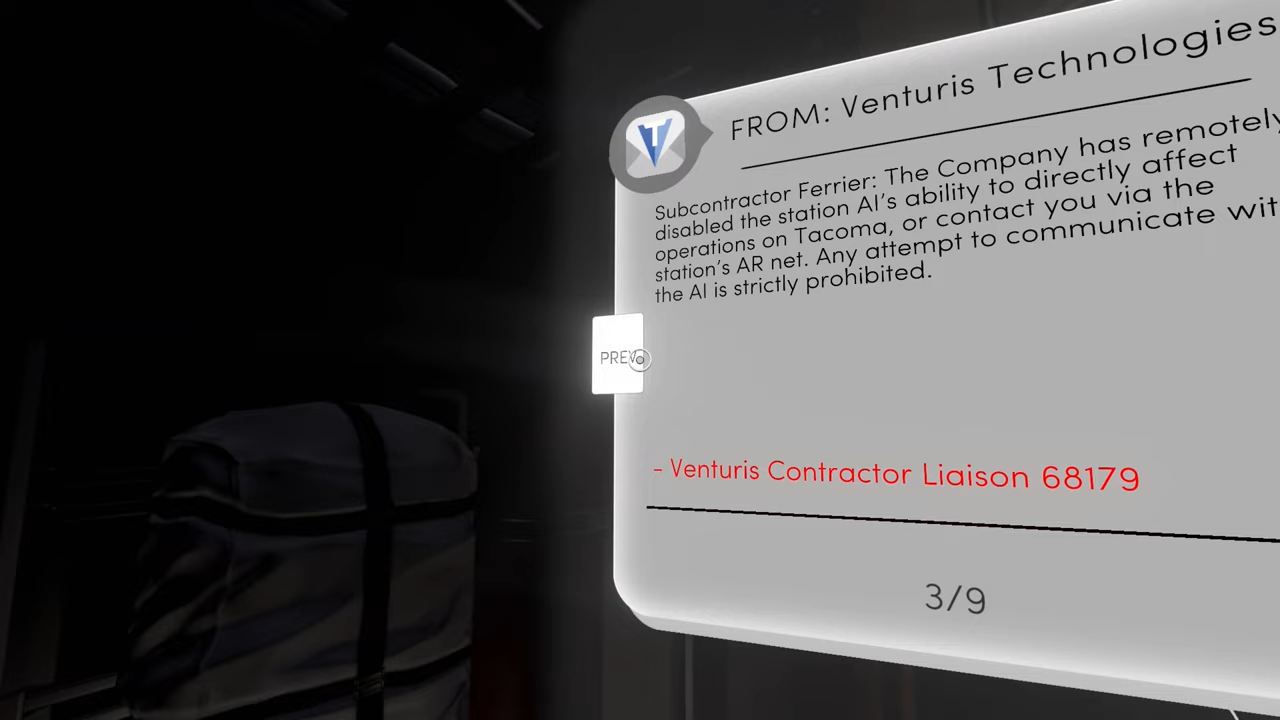 FROM: Venturis Technologies
Subcontractor Ferrier: The Company has remotely
disabled the station AI's ability to directly affect
operations on Tacoma, or contact you via the
station's AR net. Any attempt to communicate with
the AI is strictly prohibited.
PREV
- Venturis Contractor Liaison 68179
3/9